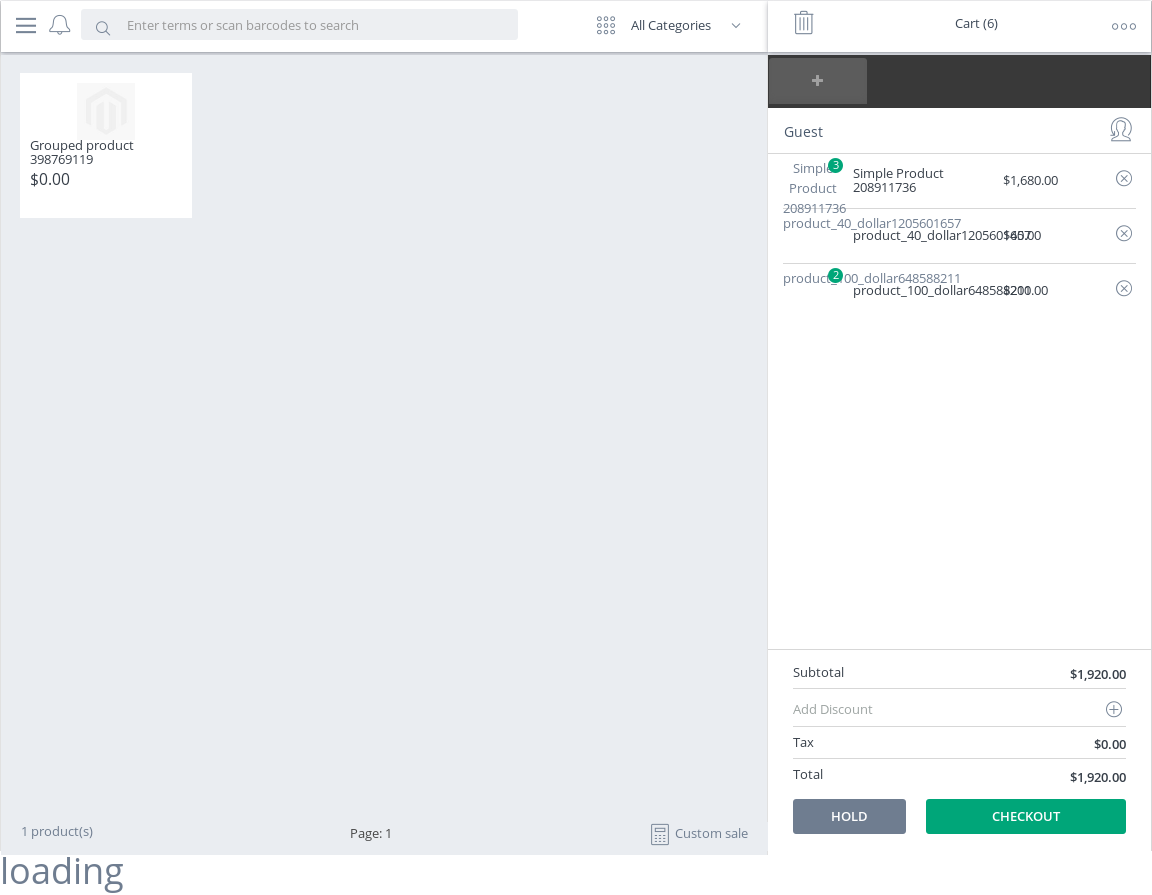 Enter terms or scan barcodes to search
All Categories
Cart (6)
Grouped product
398769119
$0.00
Guest
Simple
Product
208911736
3
Simple Product
208911736
$1,680.00
product_40_dollar1205601657
product_40_dollar1205601657
$40.00
product_100_dollar648588211
2
product_100_dollar648588211
$200.00
Subtotal
$1,920.00
Add Discount
Tax
$0.00
Total
$1,920.00
HOLD
CHECKOUT
1 product(s)
Page: 1
Custom sale
loading